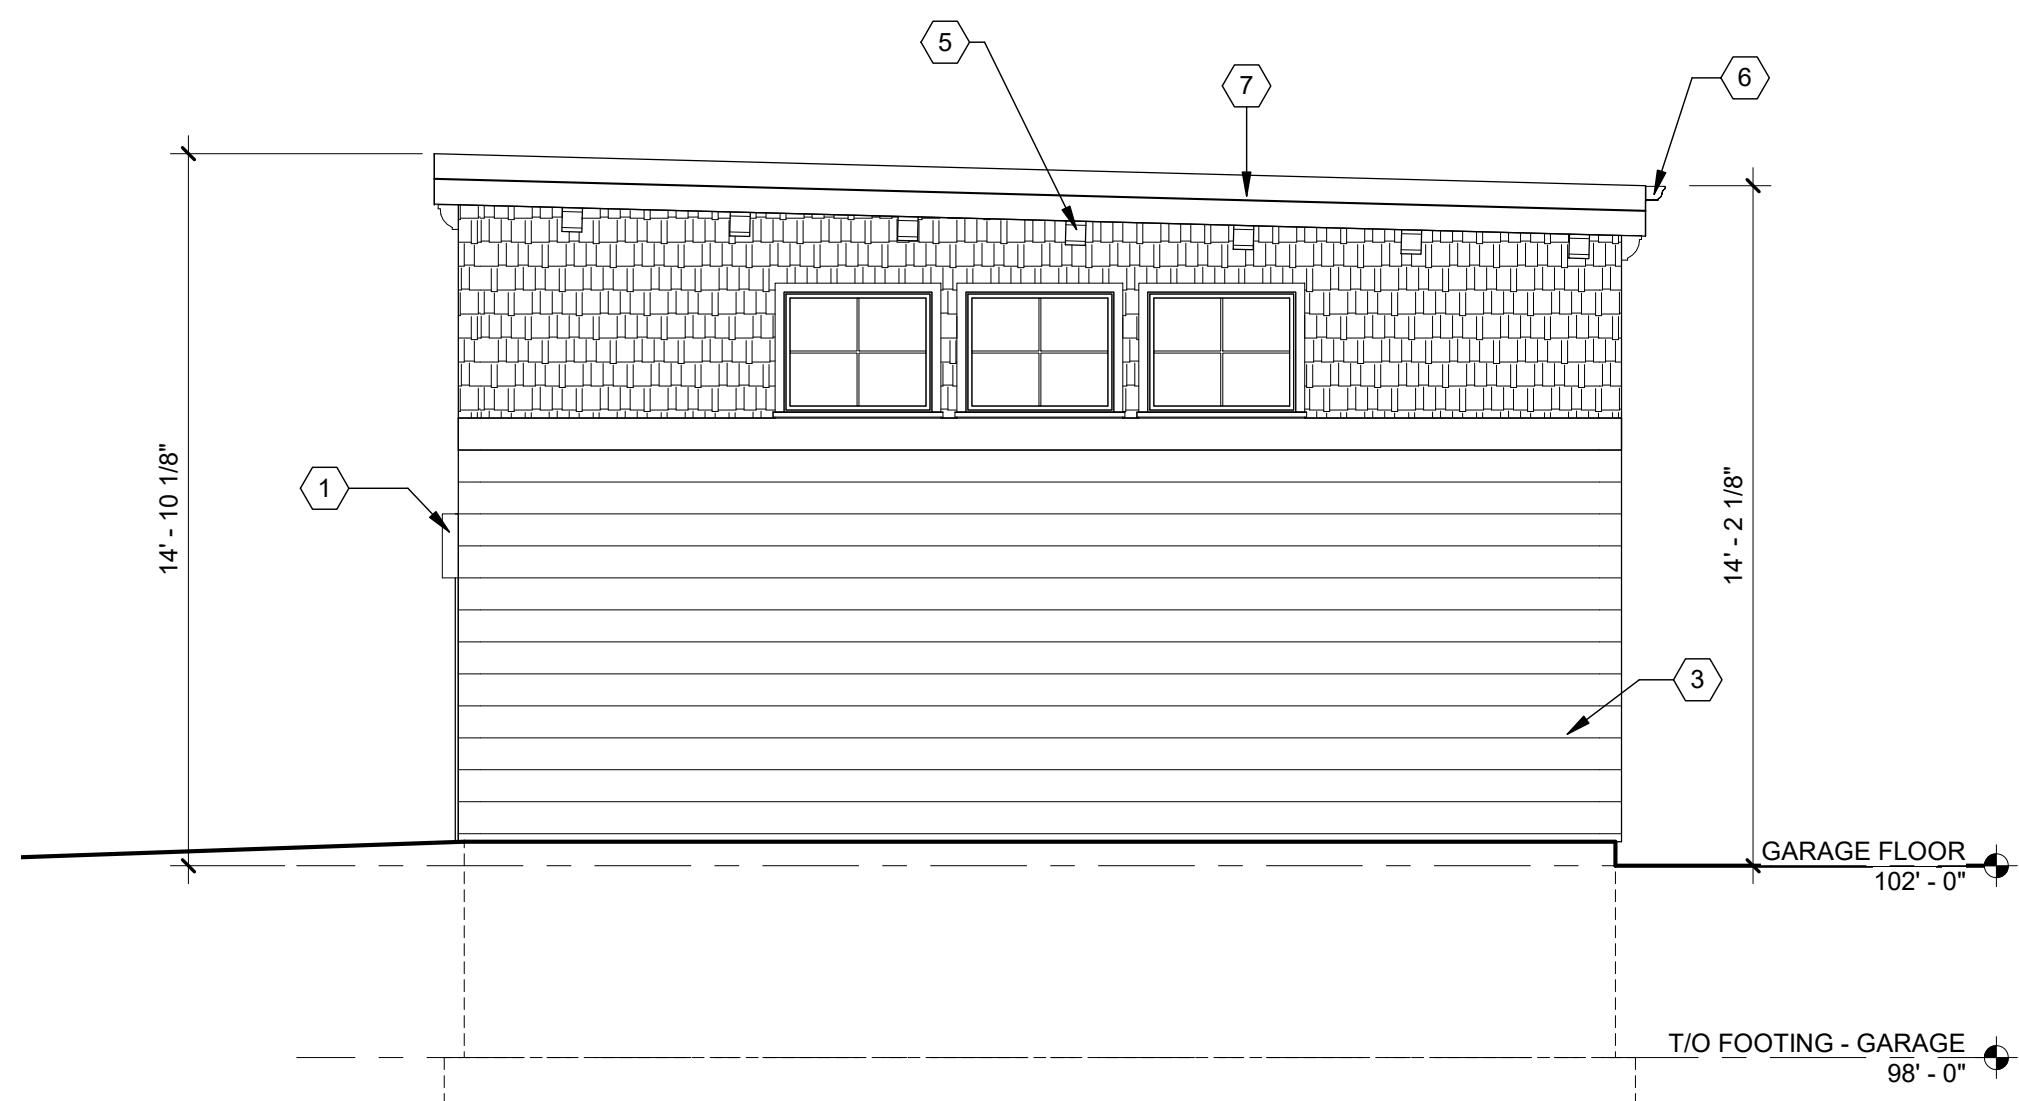 5
7
6
14' - 10 1/8"
14' - 2 1/8"
1
3
GARAGE FLOOR
102' - 0"
T/O FOOTING - GARAGE
98' - 0"